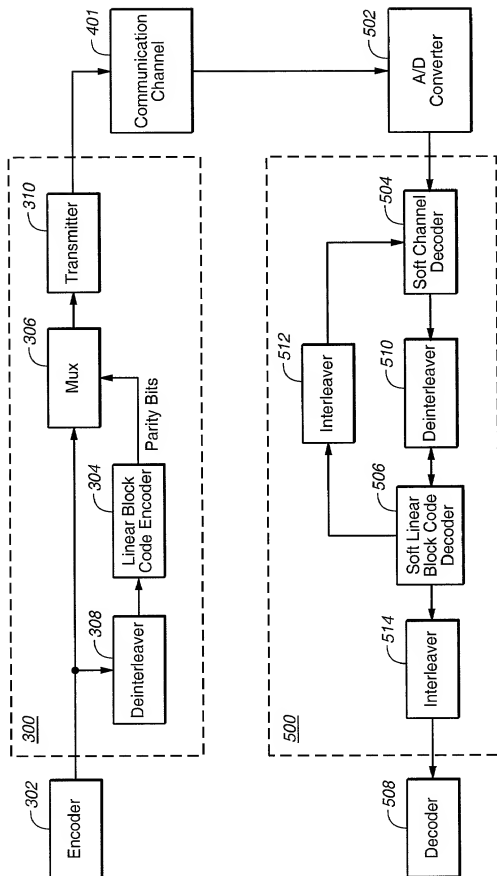 302
Encoder
300
308
Deinterleaver
304
Linear Block
Code Encoder
Parity Bits
306
Mux
310
Transmitter
401
Communication
Channel
502
A/D
Converter
500
504
Soft Channel
Decoder
512
Interleaver
510
Deinterleaver
506
Soft Linear
Block Code
Decoder
514
Interleaver
508
Decoder